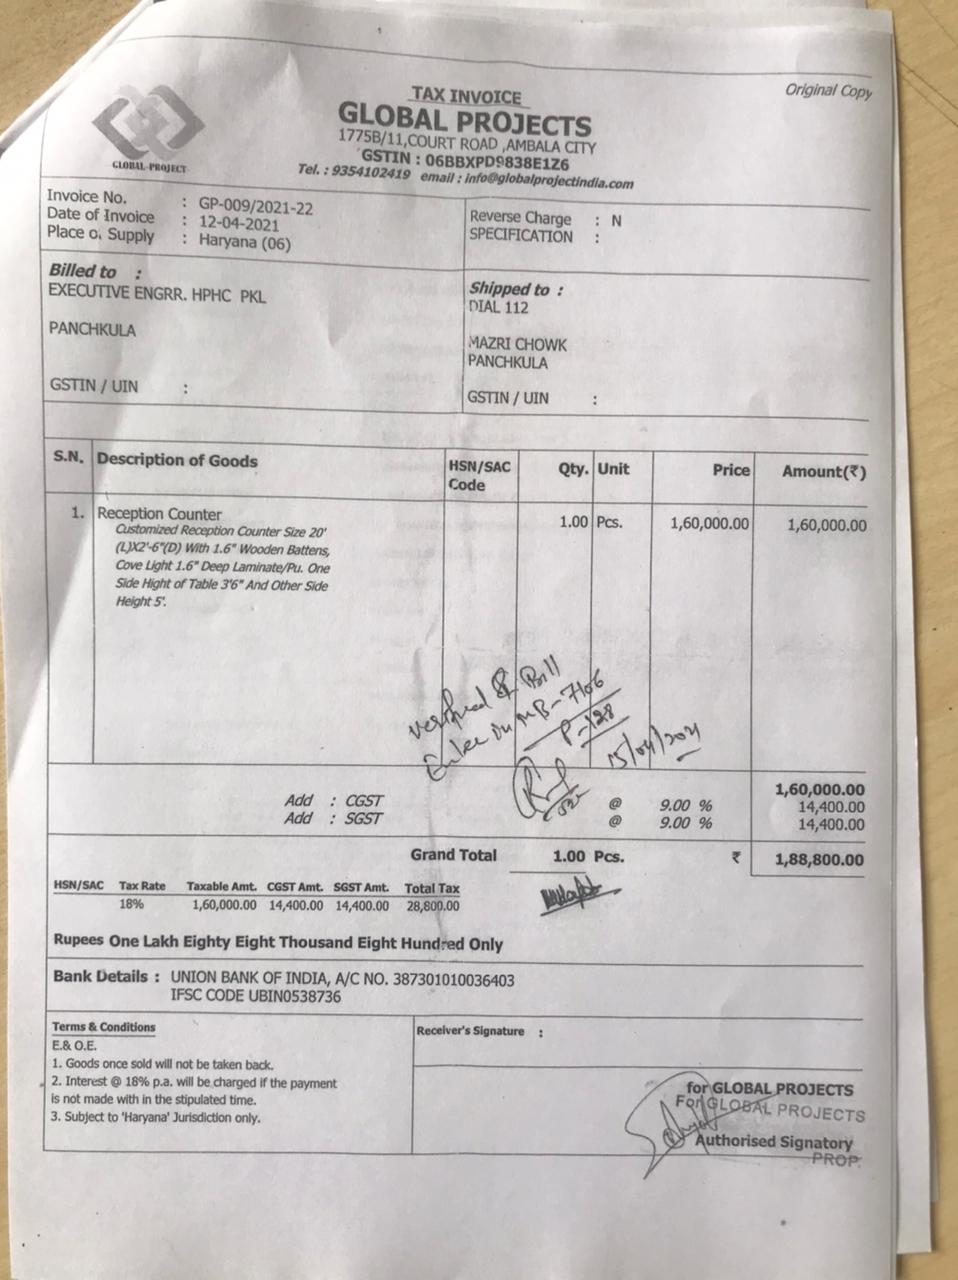 Original Copy
TAX INVOICE
GLOBAL PROJECTS
1775B/11,COURT ROAD ,AMBALA CITY
GSTIN : 06BBXPD9838E1Z6
Tel. : 9354102419 email : info@globalprojectindia.com
GLOBAL-PROJECT
Invoice No. : GP-009/2021-22
Date of Invoice : 12-04-2021
Place of Supply : Haryana (06)
Reverse Charge : N
SPECIFICATION :
Billed to :
EXECUTIVE ENGRR. HPHC PKL
PANCHKULA
GSTIN / UIN :
Shipped to :
DIAL 112
MAZRI CHOWK
PANCHKULA
GSTIN / UIN :
S.N. Description of Goods HSN/SAC Code Qty. Unit Price Amount(₹)
1. Reception Counter 1.00 Pcs. 1,60,000.00 1,60,000.00
Customized Reception Counter Size 20'
(L)X2'-6"(D) With 1.6" Wooden Battens,
Cove Light 1.6" Deep Laminate/Pu. One
Side Hight of Table 3'6" And Other Side
Height 5'.
verified & Bill
Enter in MB-7106
P-128
15/04/2021
1,60,000.00
Add : CGST @ 9.00 % 14,400.00
Add : SGST @ 9.00 % 14,400.00
Grand Total 1.00 Pcs. ₹ 1,88,800.00
HSN/SAC Tax Rate Taxable Amt. CGST Amt. SGST Amt. Total Tax
18% 1,60,000.00 14,400.00 14,400.00 28,800.00
Rupees One Lakh Eighty Eight Thousand Eight Hundred Only
Bank Details : UNION BANK OF INDIA, A/C NO. 387301010036403
IFSC CODE UBIN0538736
Terms & Conditions
E.& O.E.
1. Goods once sold will not be taken back.
2. Interest @ 18% p.a. will be charged if the payment
is not made with in the stipulated time.
3. Subject to 'Haryana' Jurisdiction only.
Receiver's Signature :
for GLOBAL PROJECTS
For GLOBAL PROJECTS
Authorised Signatory
PROP.